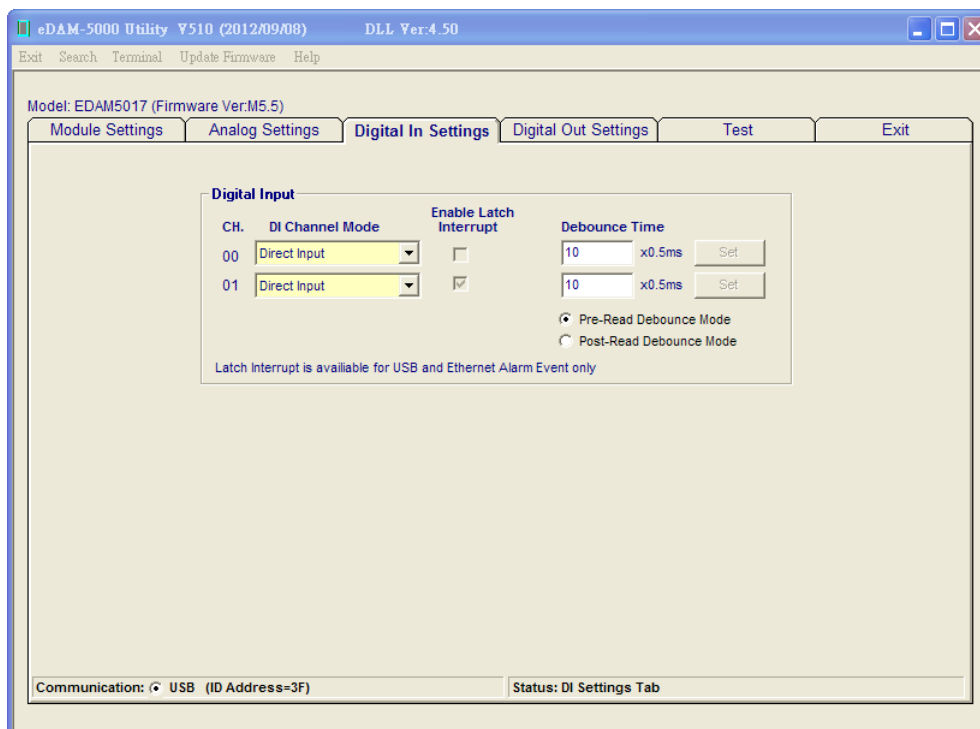 eDAM-5000 Utility V510 (2012/09/08) DLL Ver:4.50
Exit Search Terminal Update Firmware Help
Model: EDAM5017 (Firmware Ver:M5.5)
Module Settings Analog Settings Digital In Settings Digital Out Settings Test Exit
Digital Input
CH. DI Channel Mode Enable Latch Interrupt Debounce Time
00 Direct Input 10 x0.5ms Set
01 Direct Input 10 x0.5ms Set
Pre-Read Debounce Mode
Post-Read Debounce Mode
Latch Interrupt is availiable for USB and Ethernet Alarm Event only
Communication: USB (ID Address=3F) Status: DI Settings Tab